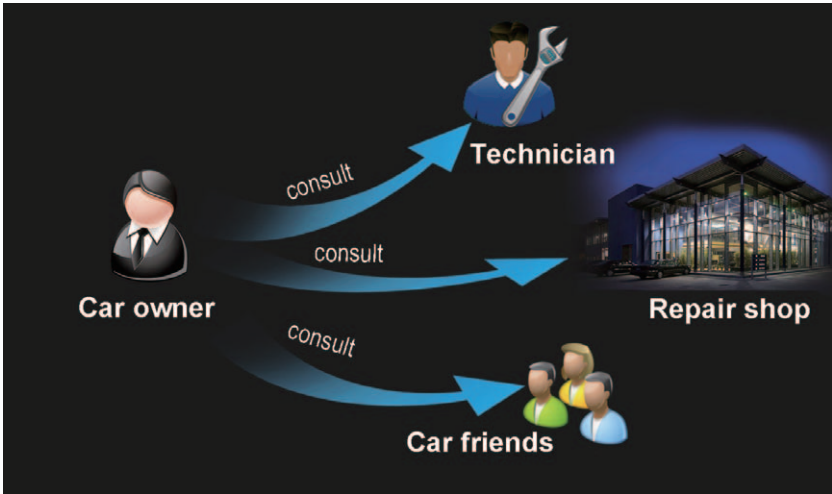 Technician
consult
consult
Car owner
Repair shop
consult
Car friends